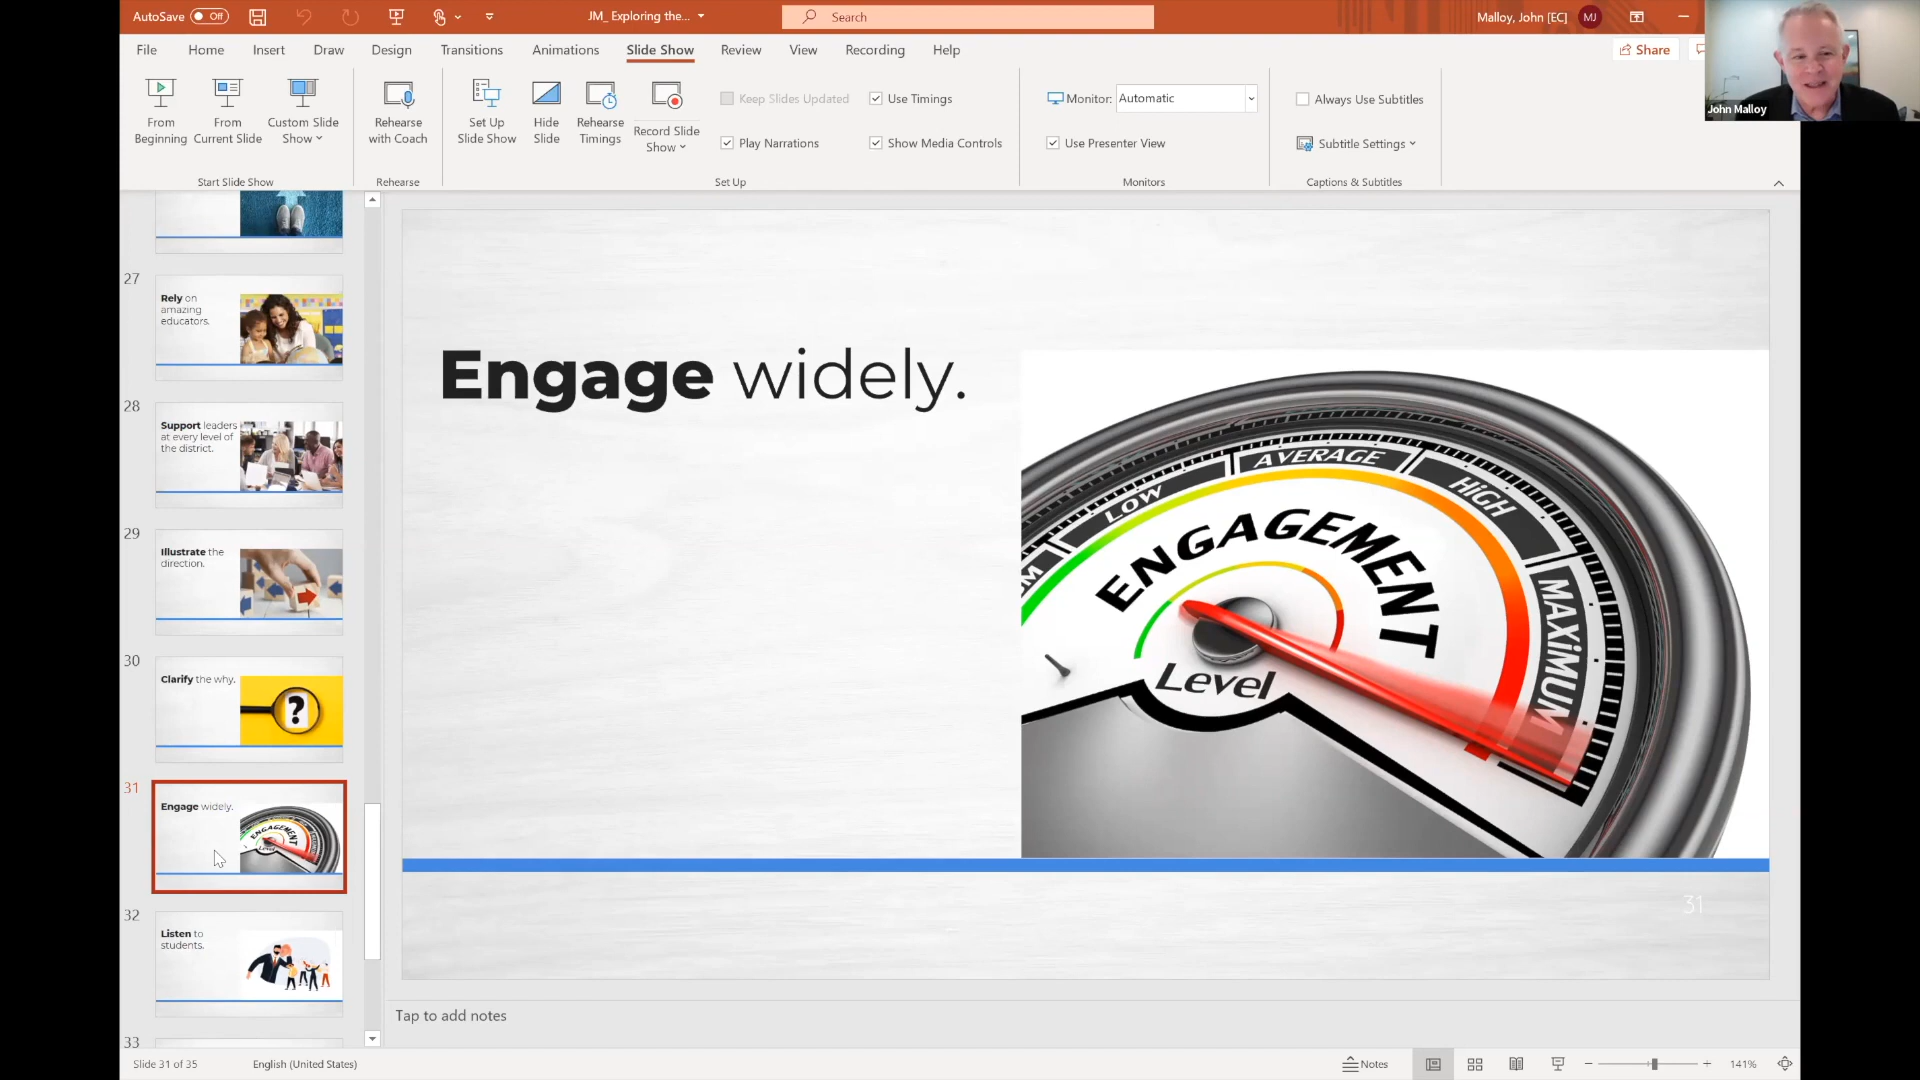 AutoSave Off
JM_ Exploring the...
Search
Malloy, John [EC] MJ
File Home Insert Draw Design Transitions Animations Slide Show Review View Recording Help
Share
From Beginning
From Current Slide
Custom Slide Show
Rehearse with Coach
Set Up Slide Show
Hide Slide
Rehearse Timings
Record Slide Show
Keep Slides Updated
Use Timings
Play Narrations
Show Media Controls
Monitor: Automatic
Use Presenter View
Always Use Subtitles
Subtitle Settings
Start Slide Show
Rehearse
Set Up
Monitors
Captions & Subtitles
John Malloy
27
Rely on
amazing
educators.
28
Support leaders
at every level of
the district.
29
Illustrate the
direction.
30
Clarify the why.
?
31
Engage widely.
ENGAGEMENT
Level
32
Listen to
students.
33
Engage widely.
LOW
AVERAGE
HiGH
MAXiMUM
ENGAGEMENT
Level
31
Tap to add notes
Slide 31 of 35
English (United States)
Notes
141%